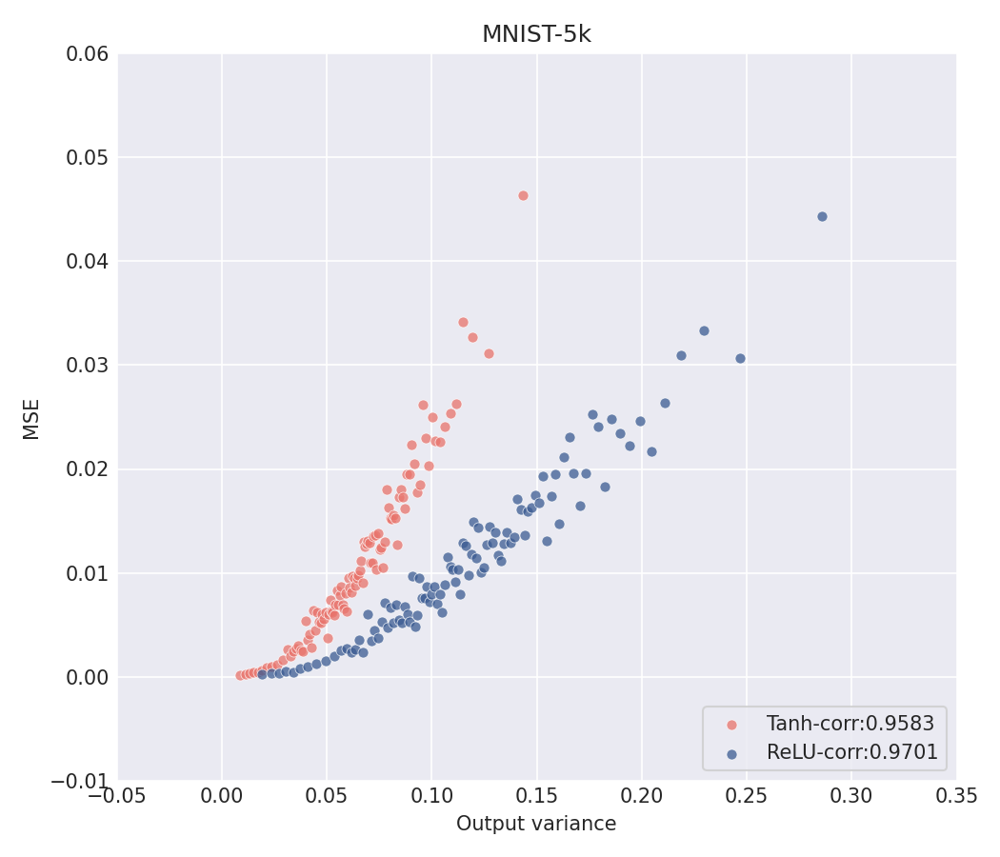 MNIST-5k
0.06
0.05
0.04
0.03
0.02
0.01
0.00
−0.01
MSE
−0.05 0.00 0.05 0.10 0.15 0.20 0.25 0.30 0.35
Output variance
Tanh-corr:0.9583
ReLU-corr:0.9701